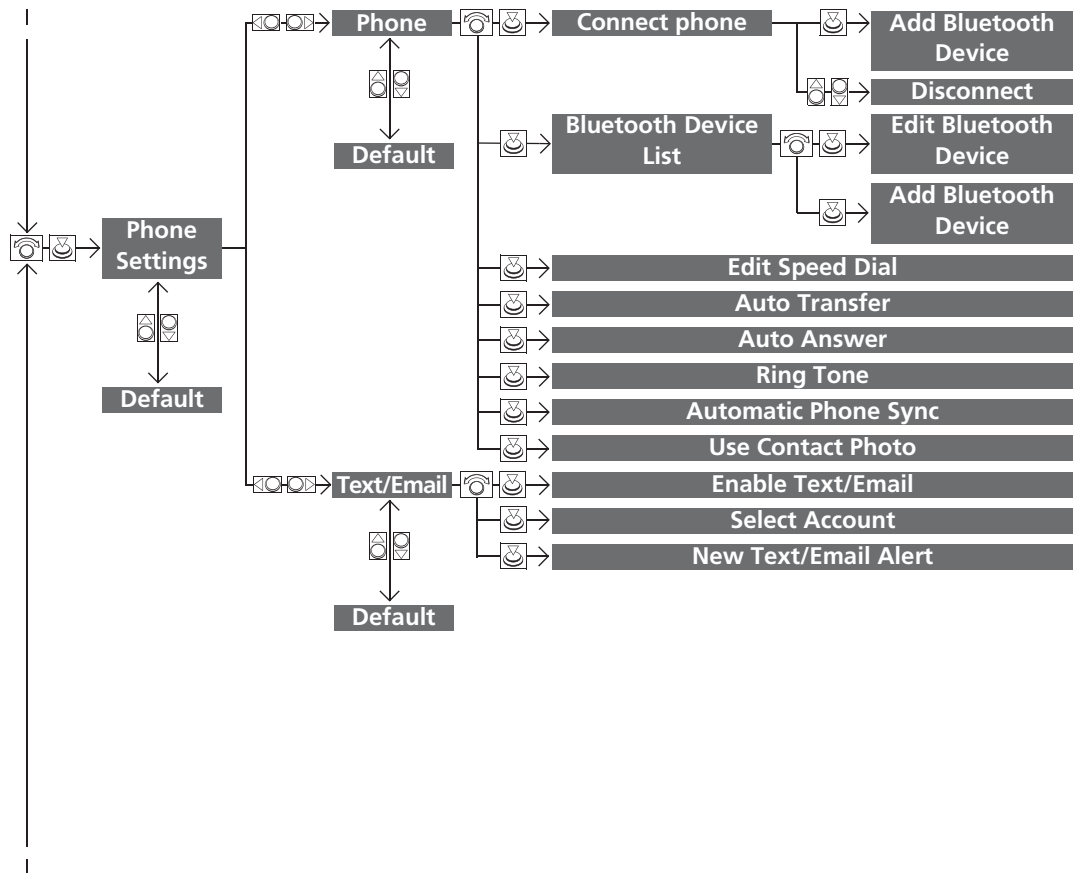 Phone
Connect phone
Add Bluetooth
Device
Disconnect
Default
Bluetooth Device
List
Edit Bluetooth
Device
Add Bluetooth
Device
Phone
Settings
Default
Edit Speed Dial
Auto Transfer
Auto Answer
Ring Tone
Automatic Phone Sync
Use Contact Photo
Text/Email
Enable Text/Email
Select Account
New Text/Email Alert
Default